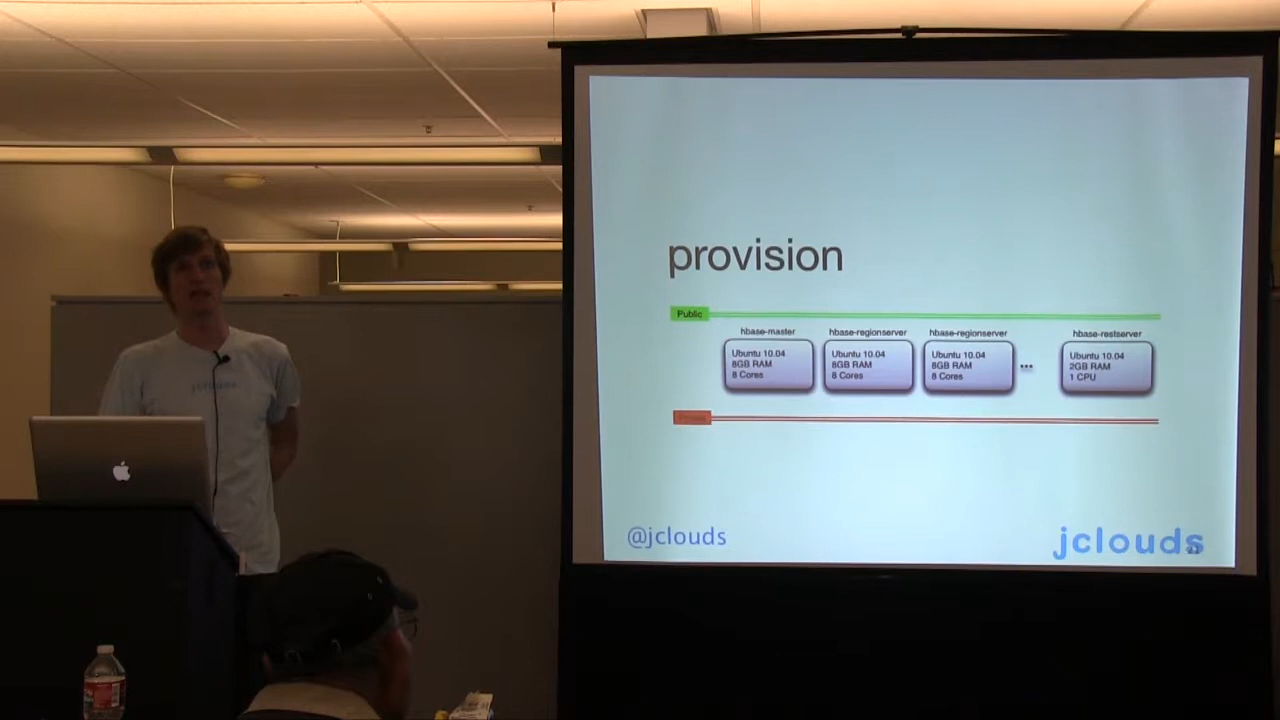 provision
Public
hbase-master
hbase-regionserver
hbase-regionserver
hbase-restserver
Ubuntu 10.04
8GB RAM
8 Cores
Ubuntu 10.04
8GB RAM
8 Cores
Ubuntu 10.04
8GB RAM
8 Cores
...
Ubuntu 10.04
2GB RAM
1 CPU
@jclouds
jclouds